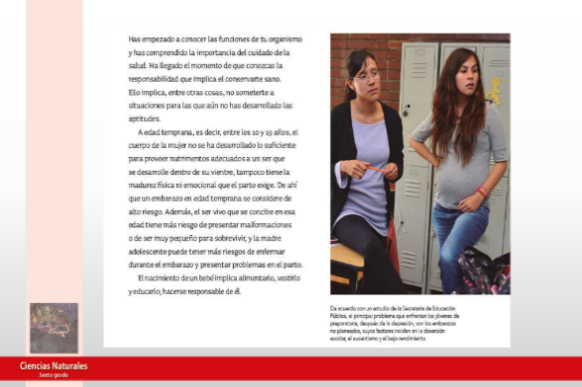 Has empezado a conocer las funciones de tu organismo
y has comprendido la importancia del cuidado de la
salud. Ha llegado el momento de que conozcas la
responsabilidad que implica el conservarte sano.
Ello implica, entre otras cosas, no someterte a
situaciones para las que aún no has desarrollado las
aptitudes.
A edad temprana, es decir, entre los 10 y 19 años, el
cuerpo de la mujer no se ha desarrollado lo suficiente
para proveer nutrimentos adecuados a un ser que
se desarrolle dentro de su vientre, tampoco tiene la
madurez física ni emocional que el parto exige. De ahí
que un embarazo en edad temprana se considere de
alto riesgo. Además, el ser vivo que se concibe en esa
edad tiene más riesgo de presentar malformaciones
o de ser muy pequeño para sobrevivir, y la madre
adolescente puede tener más riesgos de enfermar
durante el embarazo y presentar problemas en el parto.
El nacimiento de un bebé implica alimentarlo, vestirlo
y educarlo; hacerse responsable de él.
De acuerdo con un estudio de la Secretaría de Educación
Pública, el principal problema que enfrentan los jóvenes de
preparatoria, después de la depresión, son los embarazos
no planeados, cuyos factores inciden en la deserción
escolar, el ausentismo y el bajo rendimiento.
Ciencias Naturales
Sexto grado